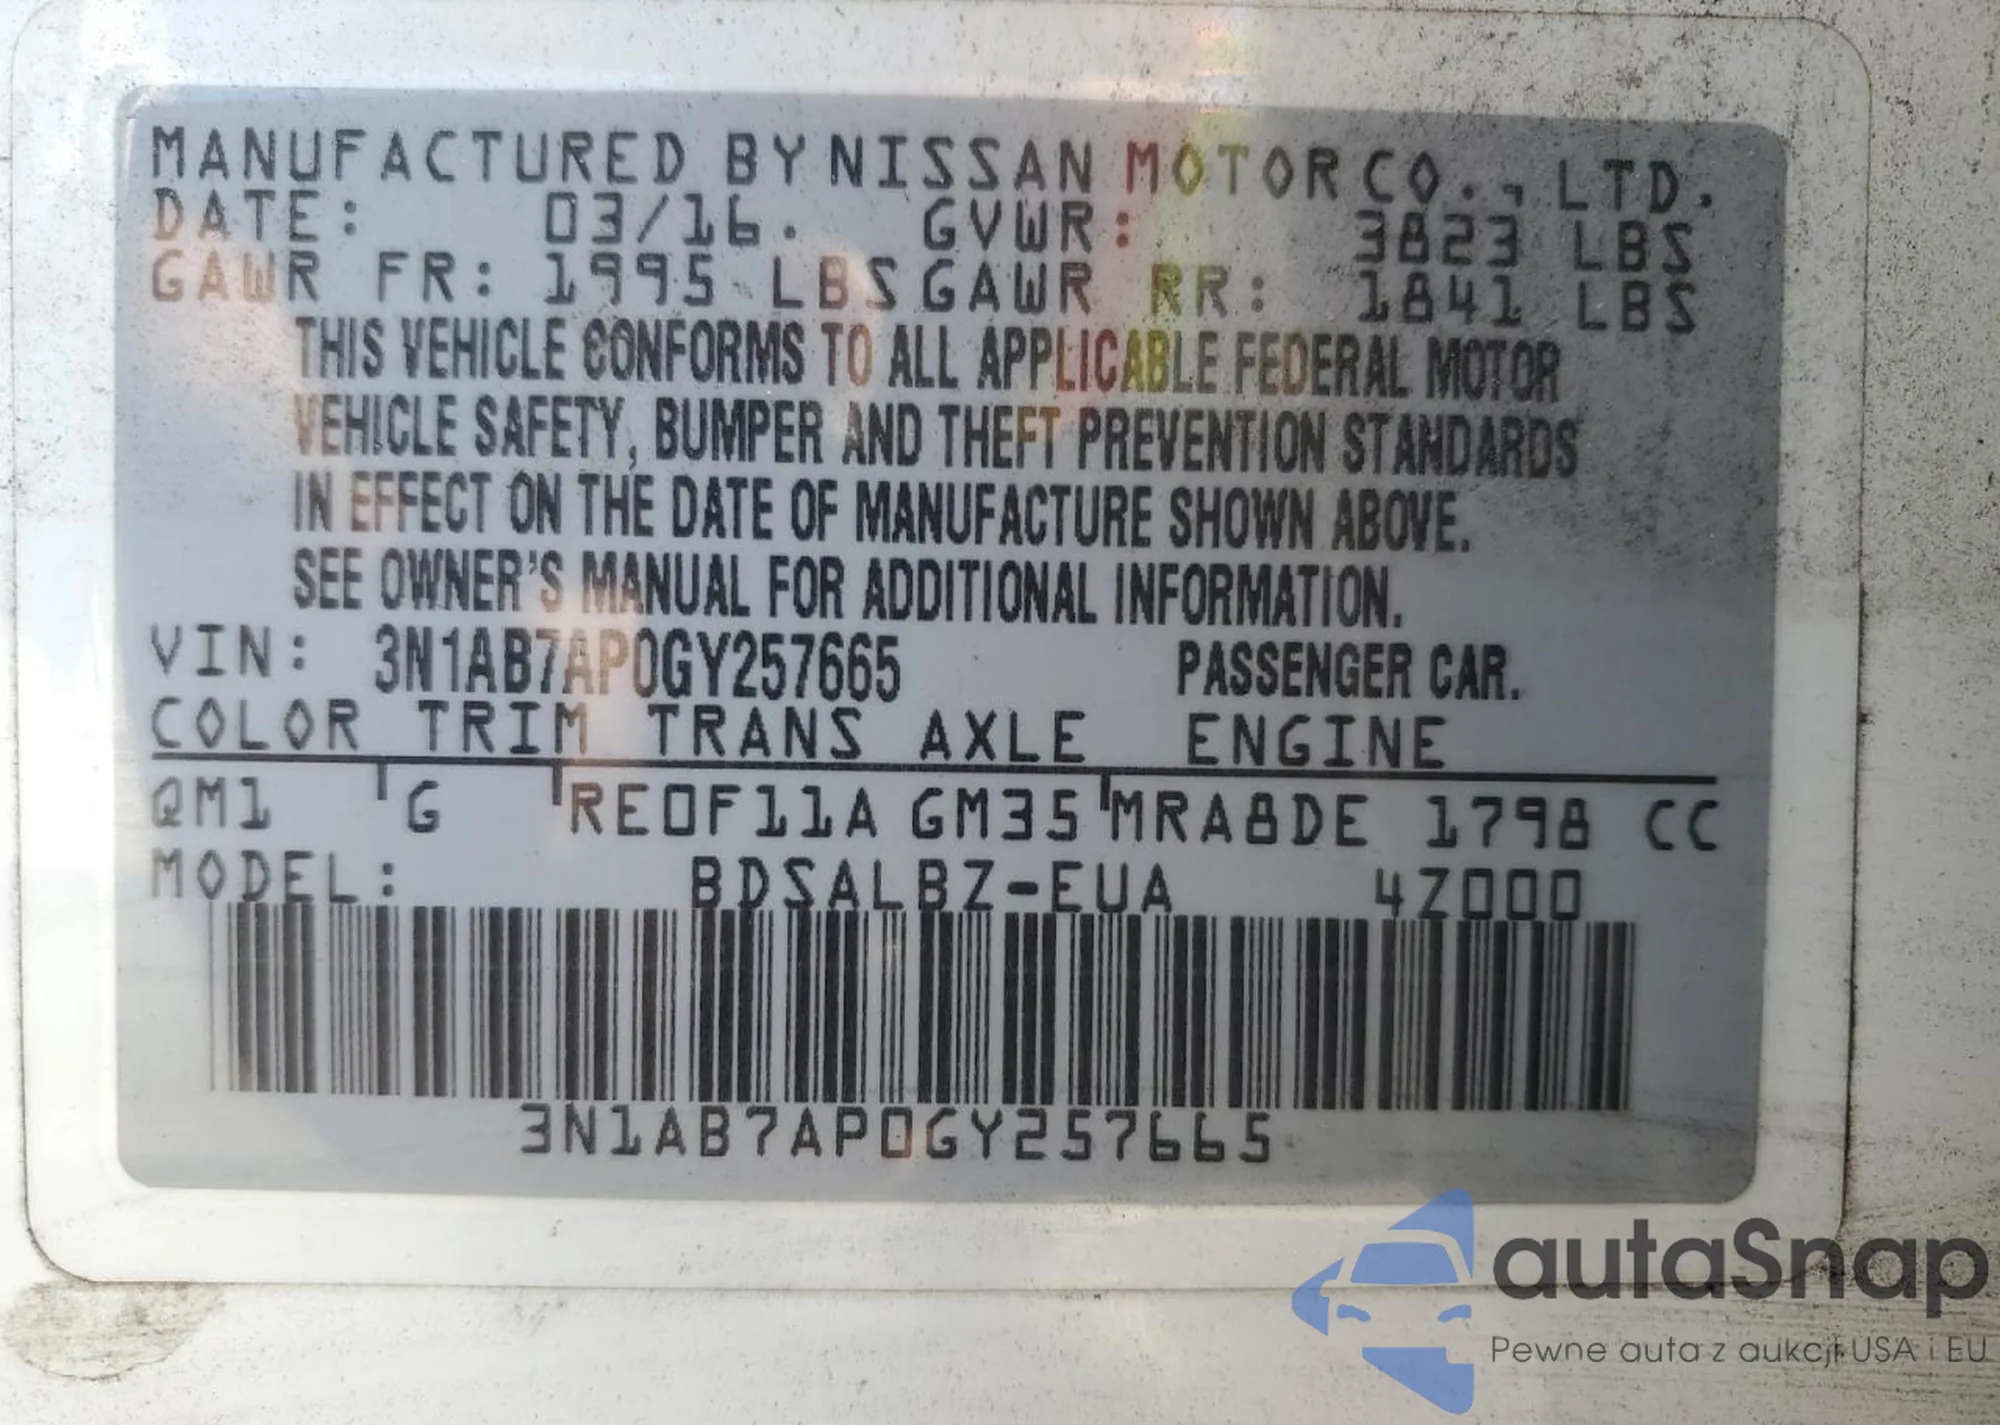 MANUFACTURED BY NISSAN MOTOR CO., LTD.
DATE: 03/16. GVWR: 3823 LBS
GAWR FR: 1995 LBS GAWR RR: 1841 LBS
THIS VEHICLE CONFORMS TO ALL APPLICABLE FEDERAL MOTOR
VEHICLE SAFETY, BUMPER AND THEFT PREVENTION STANDARDS
IN EFFECT ON THE DATE OF MANUFACTURE SHOWN ABOVE.
SEE OWNER'S MANUAL FOR ADDITIONAL INFORMATION.
VIN: 3N1AB7AP0GY257665 PASSENGER CAR.
COLOR TRIM TRANS AXLE ENGINE
QM1 G RE0F11A GM35 MRA8DE 1798 CC
MODEL: BDSALBZ-EUA 4Z000
3N1AB7AP0GY257665
autaSnap
Pewne auta z aukcji USA i EU